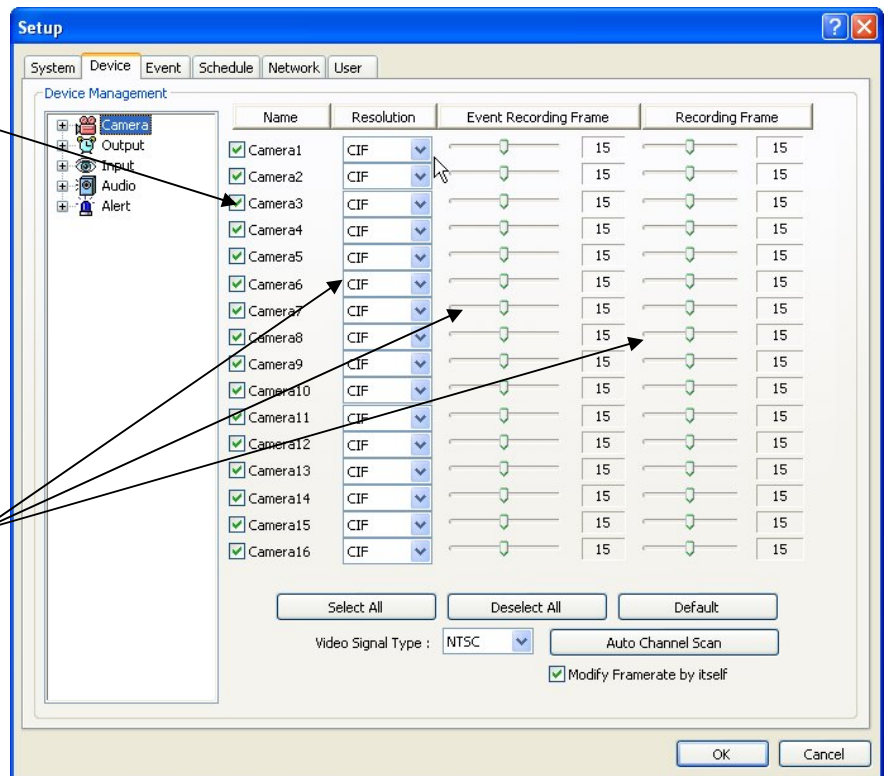 Setup
System Device Event Schedule Network User
Device Management
Camera
Output
Input
Audio
Alert
Name Resolution Event Recording Frame Recording Frame
Camera1 CIF 15 15
Camera2 CIF 15 15
Camera3 CIF 15 15
Camera4 CIF 15 15
Camera5 CIF 15 15
Camera6 CIF 15 15
Camera7 CIF 15 15
Camera8 CIF 15 15
Camera9 CIF 15 15
Camera10 CIF 15 15
Camera11 CIF 15 15
Camera12 CIF 15 15
Camera13 CIF 15 15
Camera14 CIF 15 15
Camera15 CIF 15 15
Camera16 CIF 15 15
Select All Deselect All Default
Video Signal Type : NTSC Auto Channel Scan
Modify Framerate by itself
OK Cancel